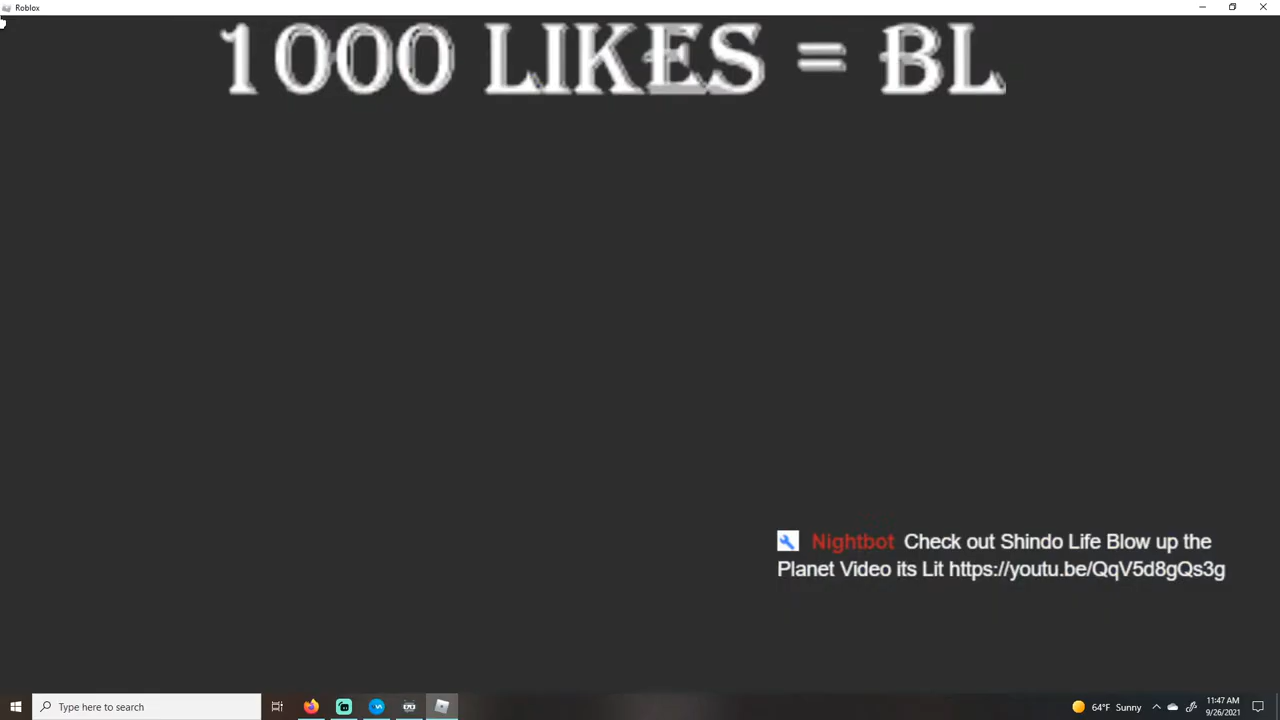 Roblox
1000 LIKES = BL
Nightbot Check out Shindo Life Blow up the
Planet Video its Lit https://youtu.be/QqV5d8gQs3g
Type here to search
64°F Sunny
11:47 AM
9/26/2021